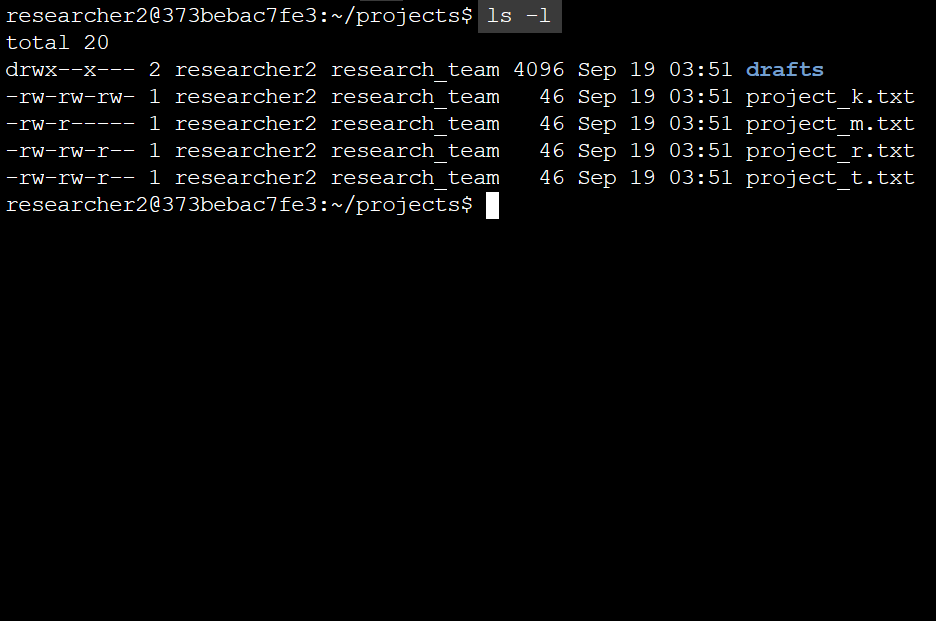 researcher2@373bebac7fe3:~/projects$ ls -l
total 20
drwx--x--- 2 researcher2 research_team 4096 Sep 19 03:51 drafts
-rw-rw-rw- 1 researcher2 research_team   46 Sep 19 03:51 project_k.txt
-rw-r----- 1 researcher2 research_team   46 Sep 19 03:51 project_m.txt
-rw-rw-r-- 1 researcher2 research_team   46 Sep 19 03:51 project_r.txt
-rw-rw-r-- 1 researcher2 research_team   46 Sep 19 03:51 project_t.txt
researcher2@373bebac7fe3:~/projects$